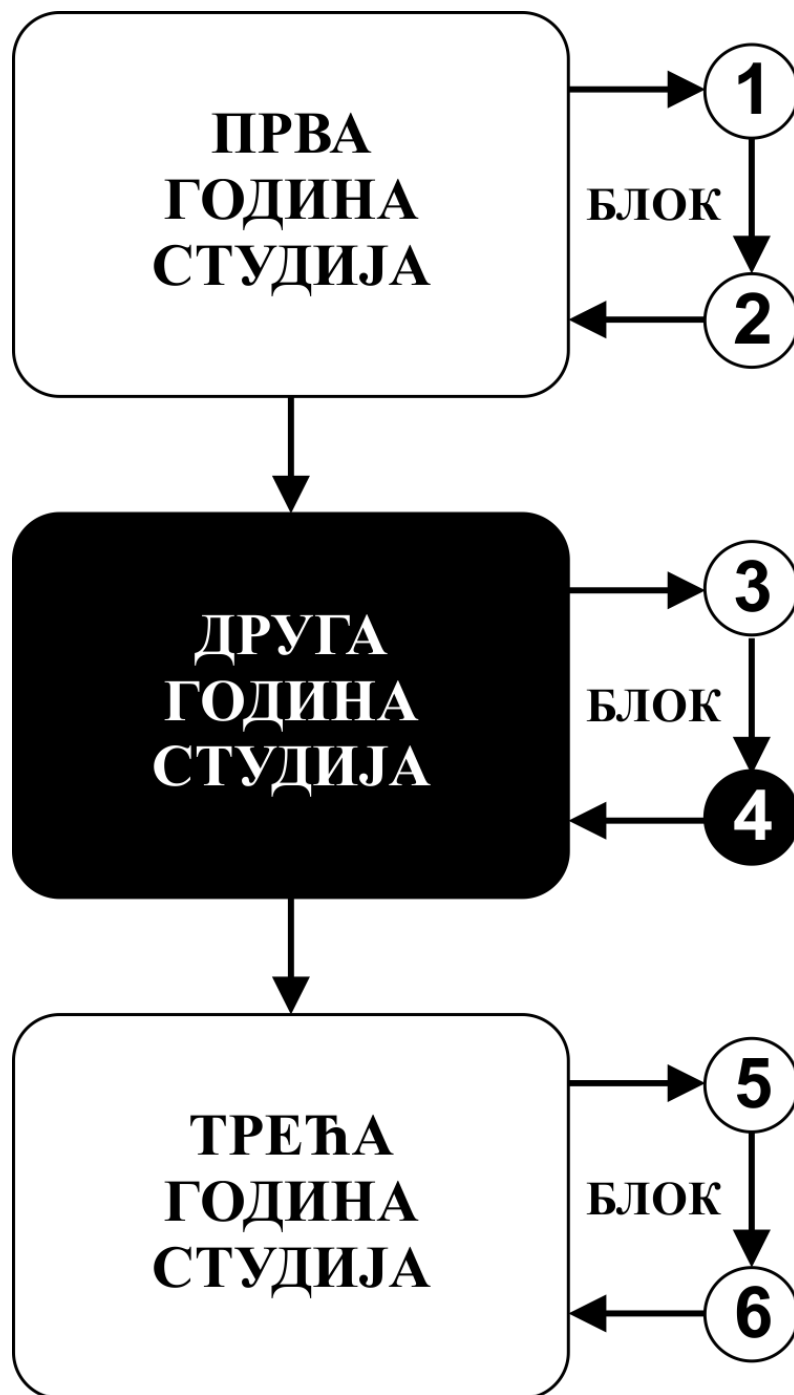 ПРВА
ГОДИНА
СТУДИЈА
1
БЛОК
2
ДРУГА
ГОДИНА
СТУДИЈА
3
БЛОК
4
ТРЕЋА
ГОДИНА
СТУДИЈА
5
БЛОК
6